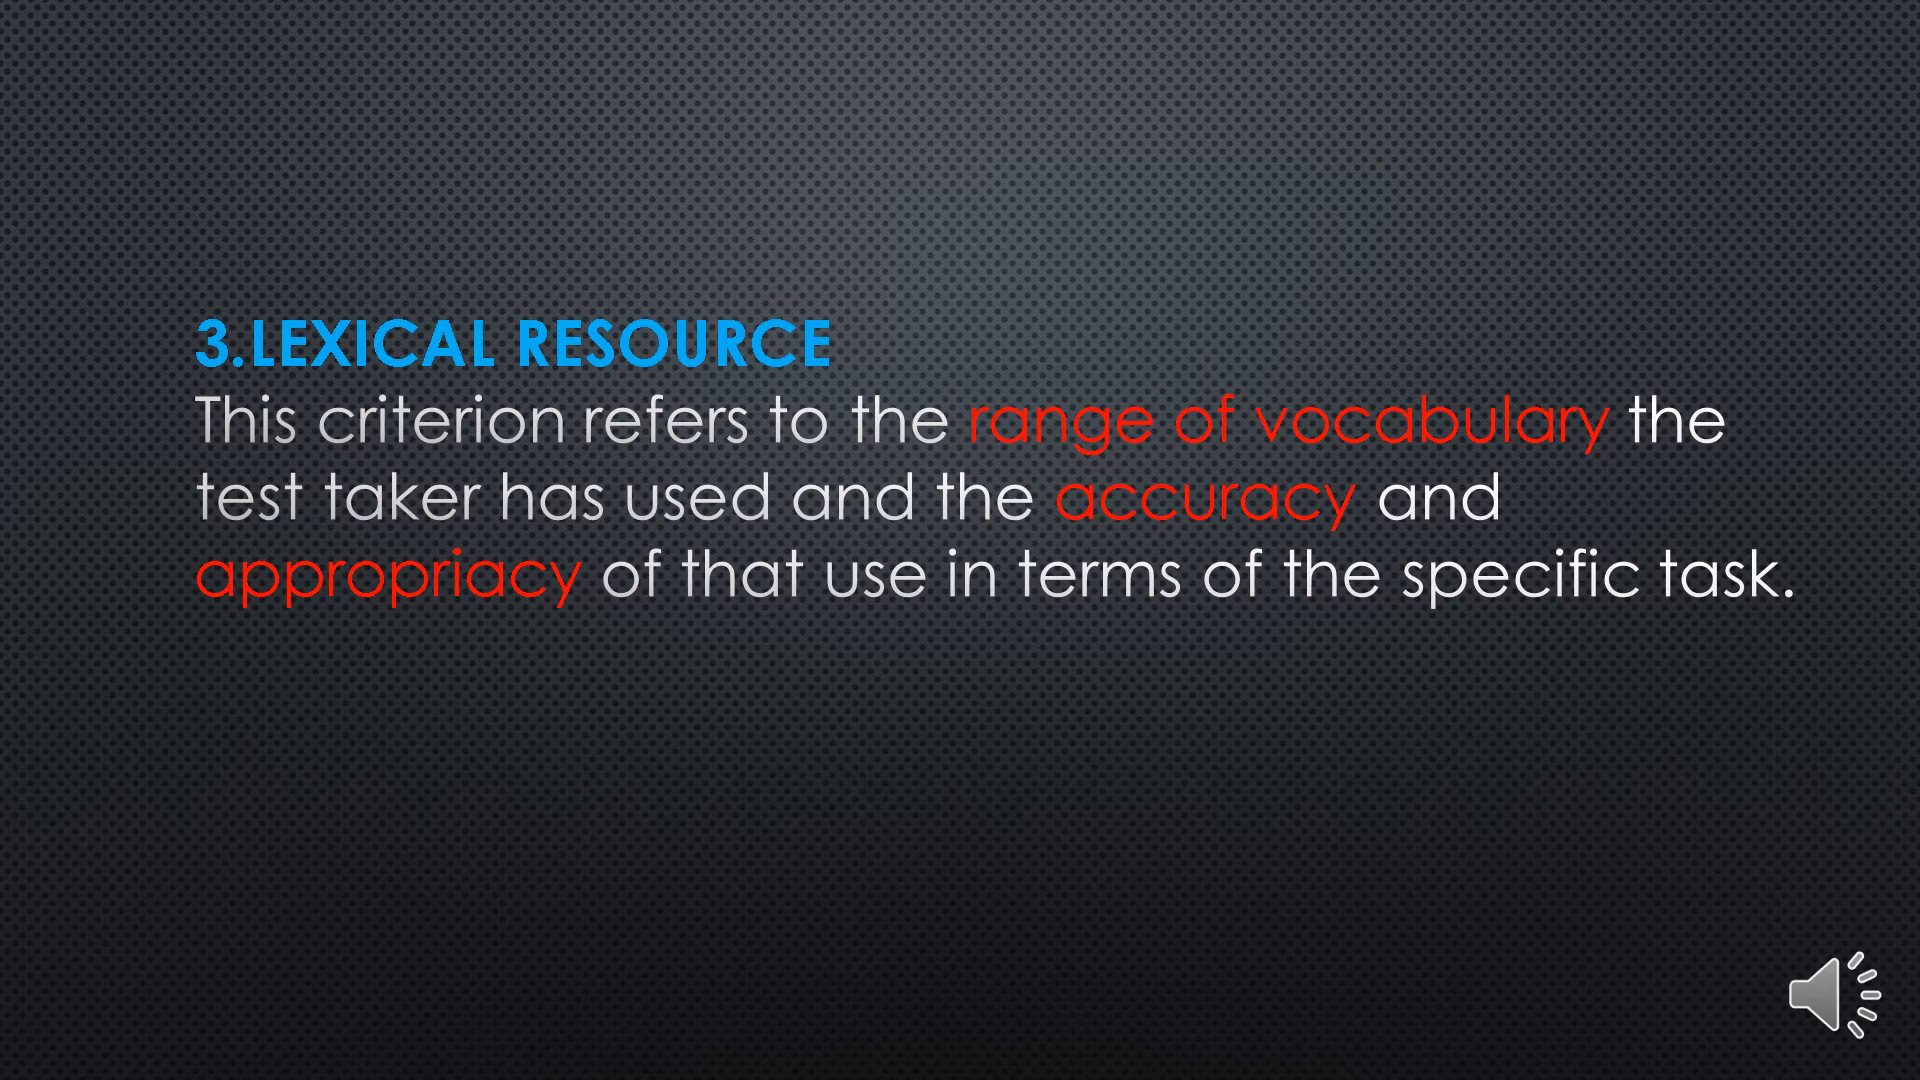 3.LEXICAL RESOURCE
This criterion refers to the range of vocabulary the
test taker has used and the accuracy and
appropriacy of that use in terms of the specific task.